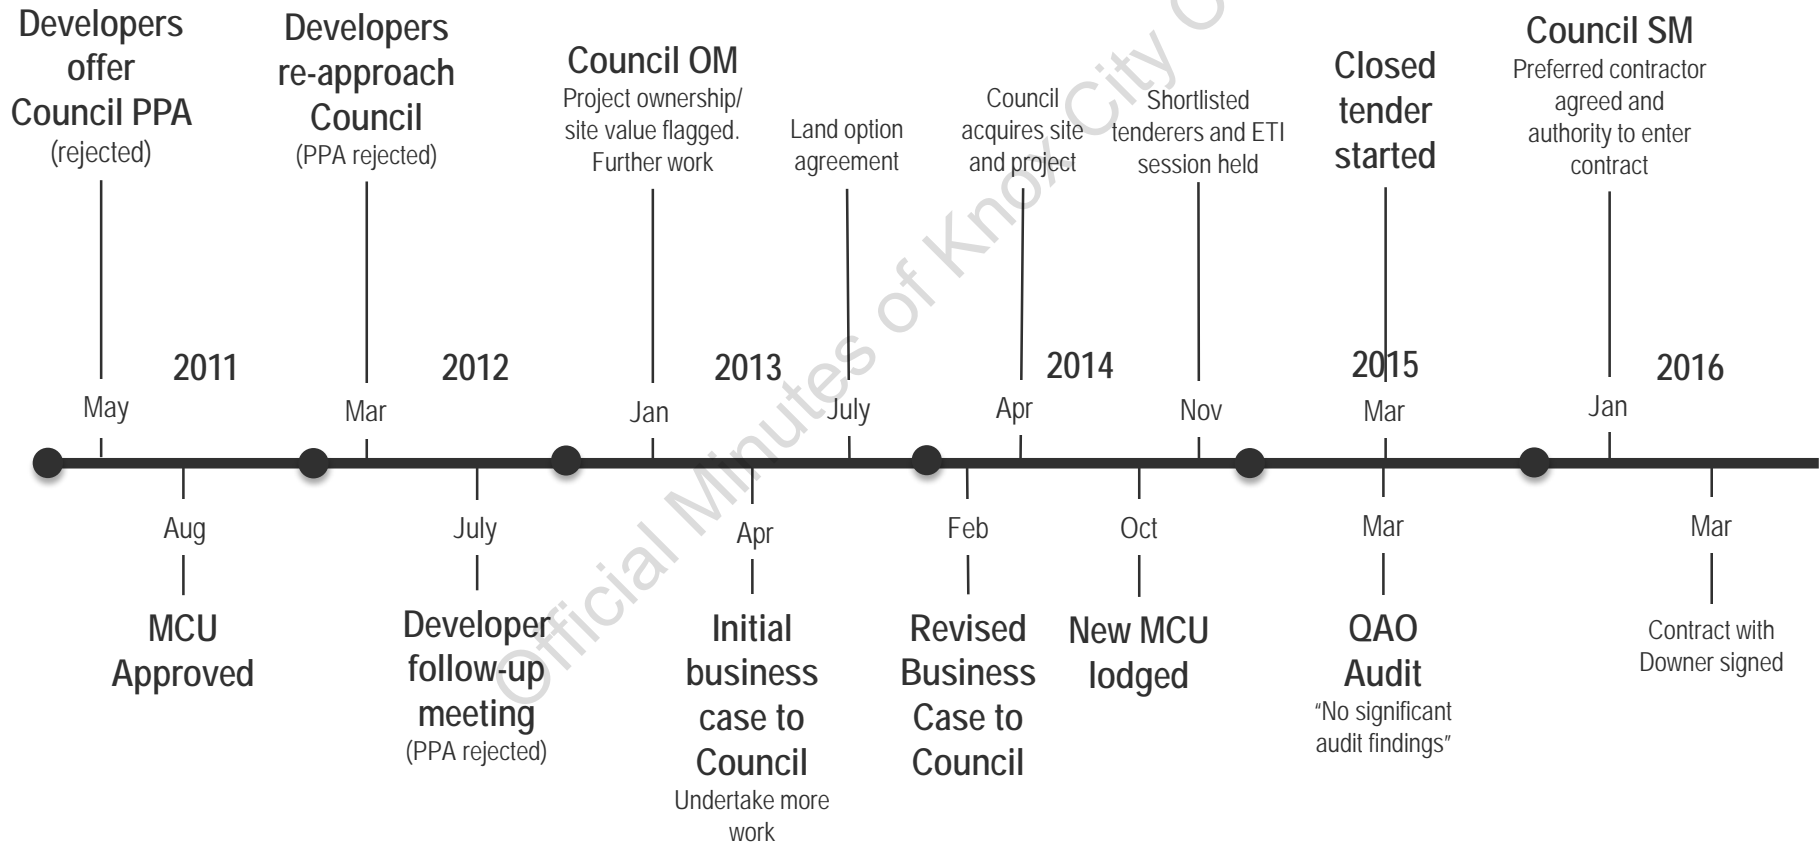 Developers
offer
Council PPA
(rejected)
Developers
re-approach
Council
(PPA rejected)
Council OM
Project ownership/
site value flagged.
Further work
Land option
agreement
Council
acquires site
and project
Shortlisted
tenderers and ETI
session held
Closed
tender
started
Council SM
Preferred contractor
agreed and
authority to enter
contract
2011
2012
2013
2014
2015
2016
May
Mar
Jan
July
Apr
Nov
Mar
Jan
Aug
July
Apr
Feb
Oct
Mar
Mar
MCU
Approved
Developer
follow-up
meeting
(PPA rejected)
Initial
business
case to
Council
Undertake more
work
Revised
Business
Case to
Council
New MCU
lodged
QAO
Audit
"No significant
audit findings"
Contract with
Downer signed
Official Minutes of Knox City